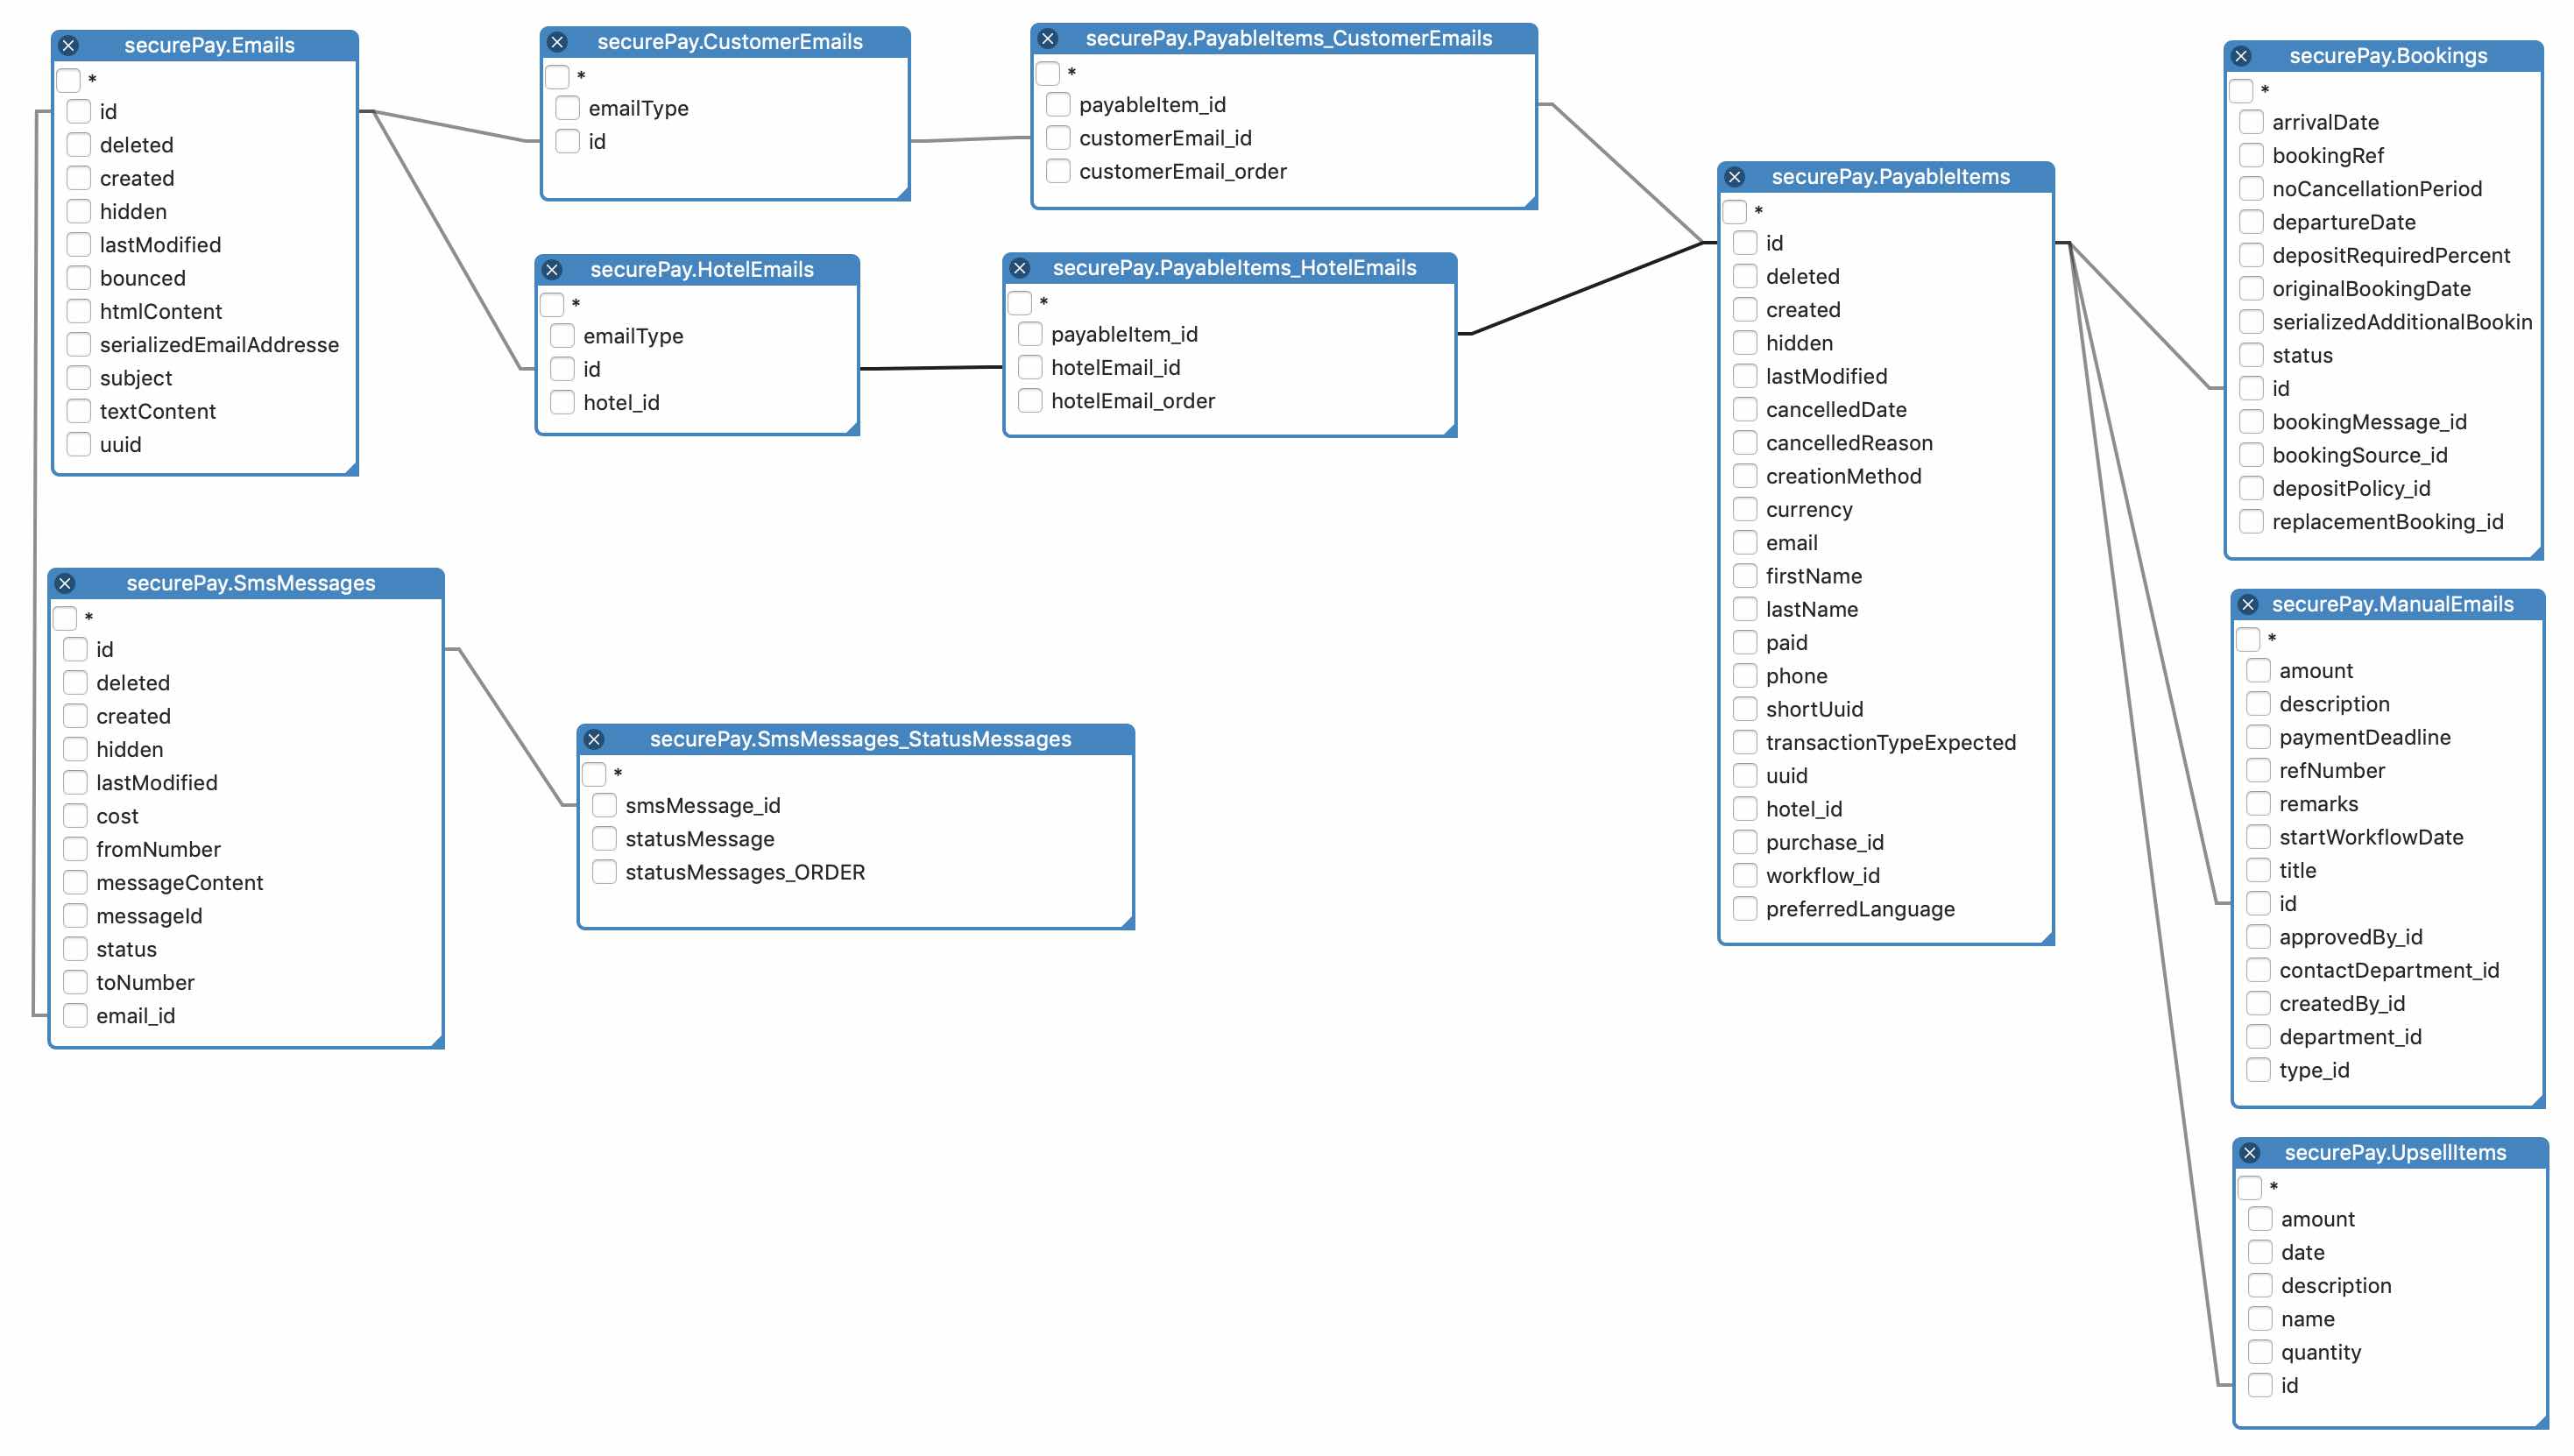 securePay.Emails
*
id
deleted
created
hidden
lastModified
bounced
htmlContent
serializedEmailAddresse
subject
textContent
uuid
securePay.CustomerEmails
*
emailType
id
securePay.PayableItems_CustomerEmails
*
payableItem_id
customerEmail_id
customerEmail_order
securePay.HotelEmails
*
emailType
id
hotel_id
securePay.PayableItems_HotelEmails
*
payableItem_id
hotelEmail_id
hotelEmail_order
securePay.SmsMessages
*
id
deleted
created
hidden
lastModified
cost
fromNumber
messageContent
messageId
status
toNumber
email_id
securePay.SmsMessages_StatusMessages
*
smsMessage_id
statusMessage
statusMessages_ORDER
securePay.PayableItems
*
id
deleted
created
hidden
lastModified
cancelledDate
cancelledReason
creationMethod
currency
email
firstName
lastName
paid
phone
shortUuid
transactionTypeExpected
uuid
hotel_id
purchase_id
workflow_id
preferredLanguage
securePay.Bookings
*
arrivalDate
bookingRef
noCancellationPeriod
departureDate
depositRequiredPercent
originalBookingDate
serializedAdditionalBookin
status
id
bookingMessage_id
bookingSource_id
depositPolicy_id
replacementBooking_id
securePay.ManualEmails
*
amount
description
paymentDeadline
refNumber
remarks
startWorkflowDate
title
id
approvedBy_id
contactDepartment_id
createdBy_id
department_id
type_id
securePay.UpsellItems
*
amount
date
description
name
quantity
id